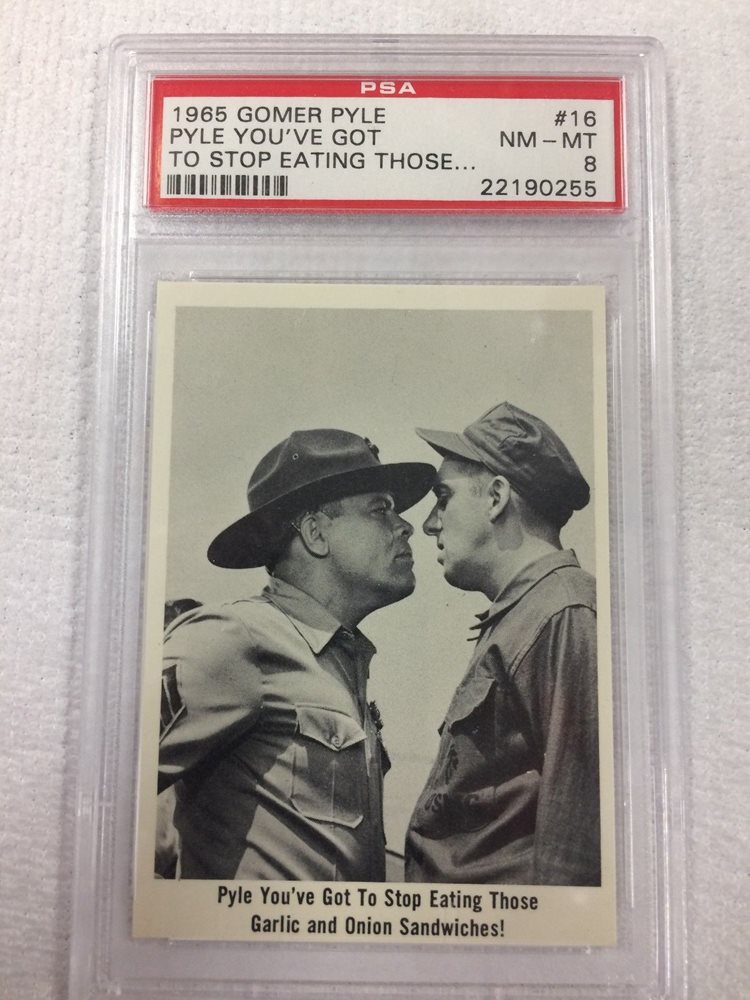 PSA
1965 GOMER PYLE #16
PYLE YOU'VE GOT NM-MT
TO STOP EATING THOSE... 8
22190255
Pyle You've Got To Stop Eating Those
Garlic and Onion Sandwiches!